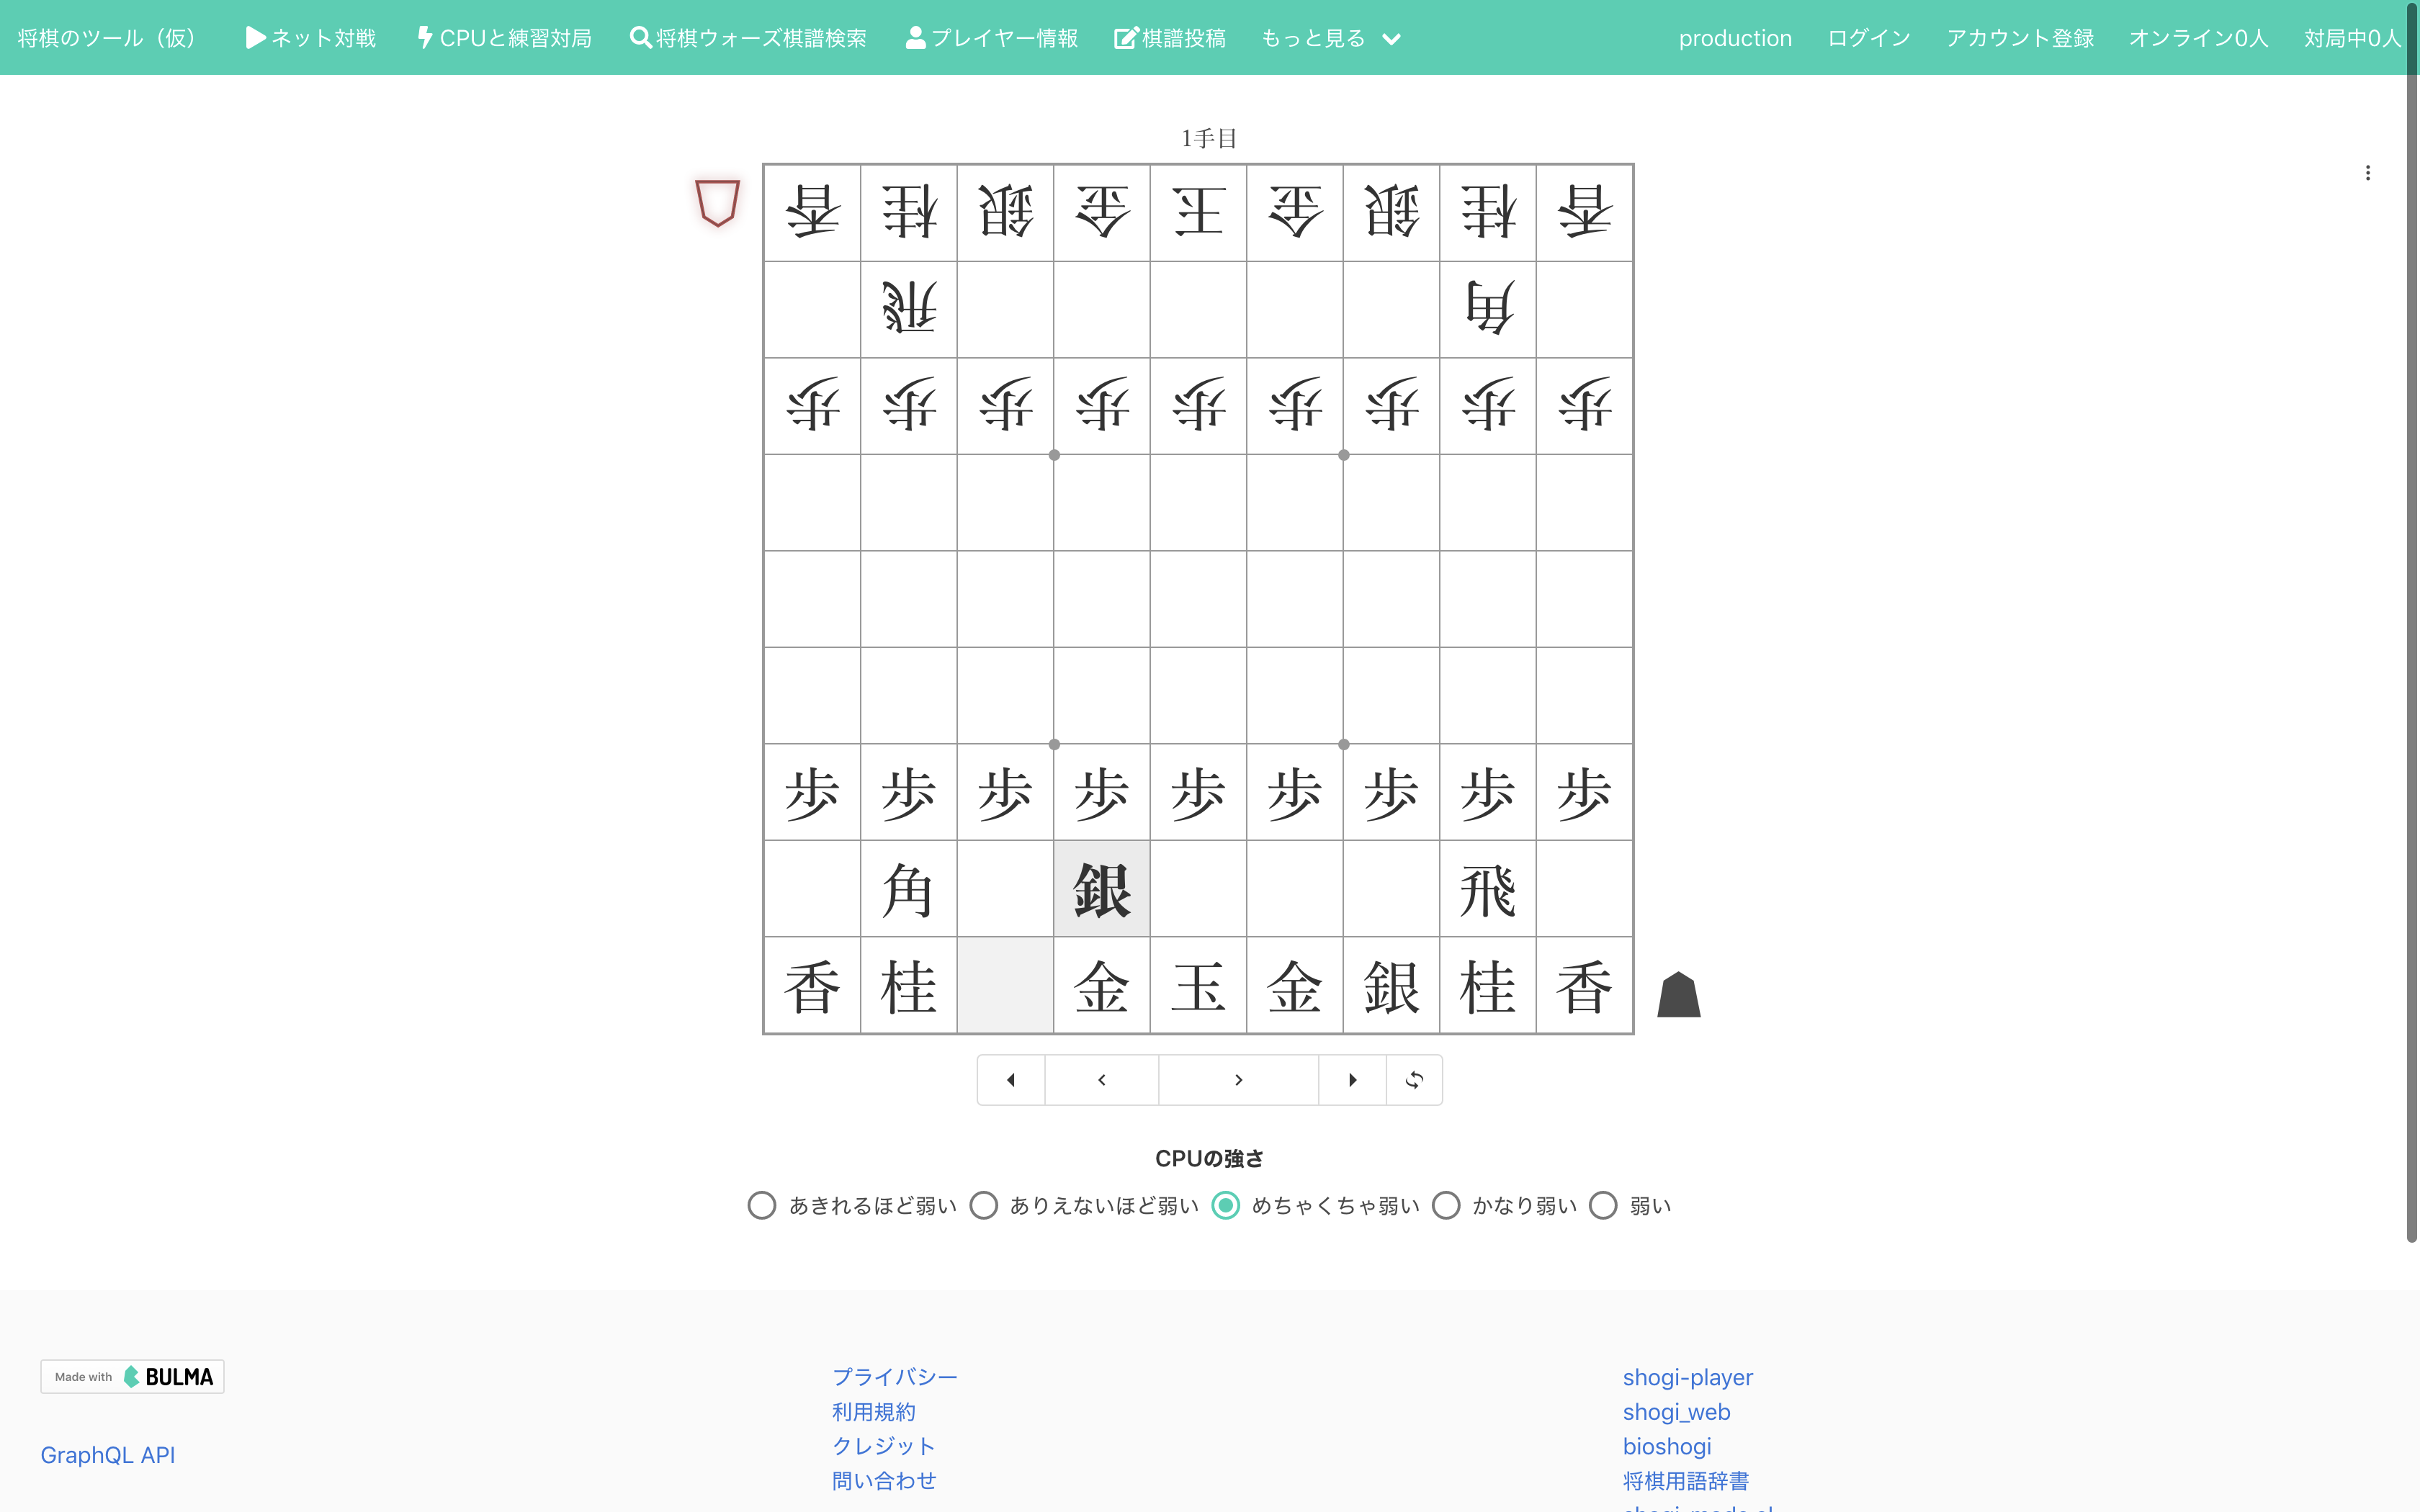 将棋のツール（仮） ネット対戦 CPUと練習対局 将棋ウォーズ棋譜検索 プレイヤー情報 棋譜投稿 もっと見る production ログイン アカウント登録 オンライン0人 対局中0人
1手目
香 桂 銀 金 王 金 銀 桂 香
飛 角
歩 歩 歩 歩 歩 歩 歩 歩 歩
歩 歩 歩 歩 歩 歩 歩 歩 歩
角 銀 飛
香 桂 金 玉 金 銀 桂 香
CPUの強さ
あきれるほど弱い ありえないほど弱い めちゃくちゃ弱い かなり弱い 弱い
Made with BULMA
GraphQL API
プライバシー
利用規約
クレジット
問い合わせ
shogi-player
shogi_web
bioshogi
将棋用語辞書